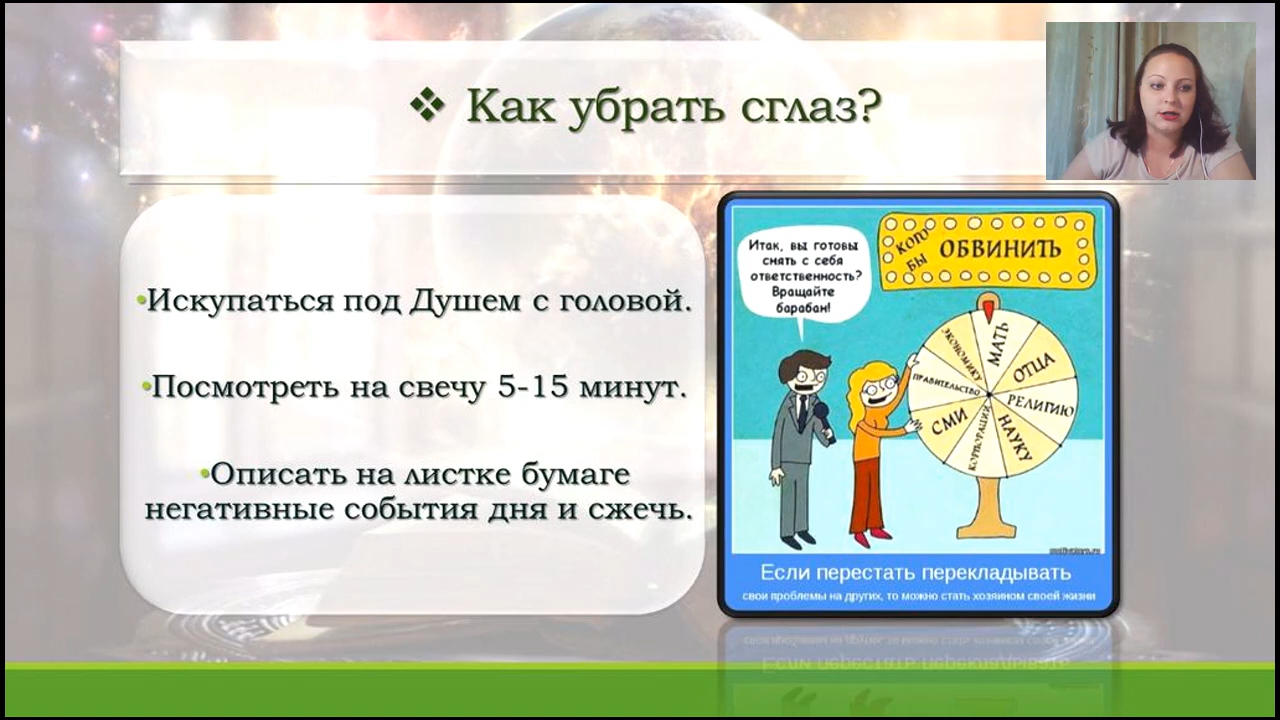 ❖ Как убрать сглаз?
•Искупаться под Душем с головой.
•Посмотреть на свечу 5-15 минут.
•Описать на листке бумаге
негативные события дня и сжечь.
Итак, вы готовы
снять с себя
ответственность?
Вращайте
барабан!
КОГО
БЫ
ОБВИНИТЬ
МАТЬ
ОТЦА
РЕЛИГИЮ
НАУКУ
КОРПОРАЦИИ
СМИ
ПРАВИТЕЛЬСТВО
ЭКОНОМИКУ
Если перестать перекладывать
свои проблемы на других, то можно стать хозяином своей жизни